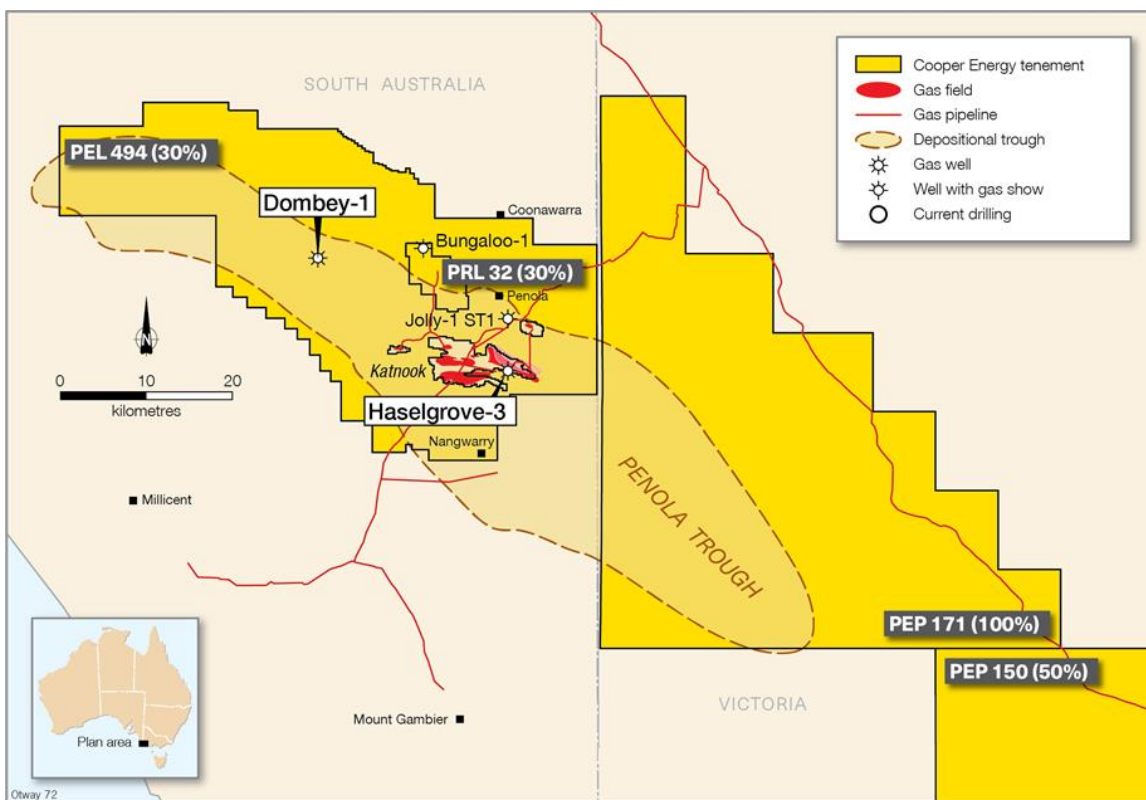 SOUTH AUSTRALIA
Cooper Energy tenement
Gas field
Gas pipeline
Depositional trough
Gas well
Well with gas show
Current drilling
PEL 494 (30%)
Dombey-1
Coonawarra
Bungaloo-1
PRL 32 (30%)
Penola
Jolly-1 ST1
N
0 10 20
kilometres
Katnook
Haselgrove-3
Nangwarry
Millicent
PENOLA TROUGH
PEP 171 (100%)
PEP 150 (50%)
VICTORIA
Mount Gambier
Plan area
Otway 72